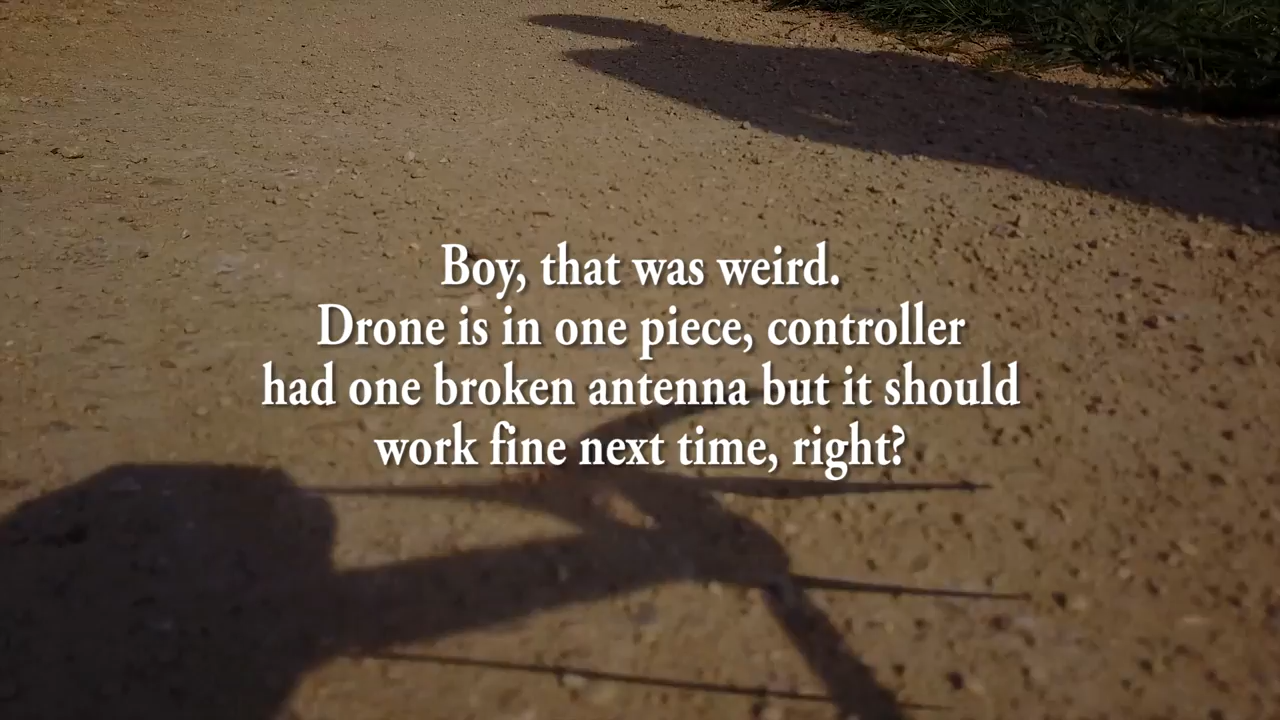 Boy, that was weird.
Drone is in one piece, controller
had one broken antenna but it should
work fine next time, right?